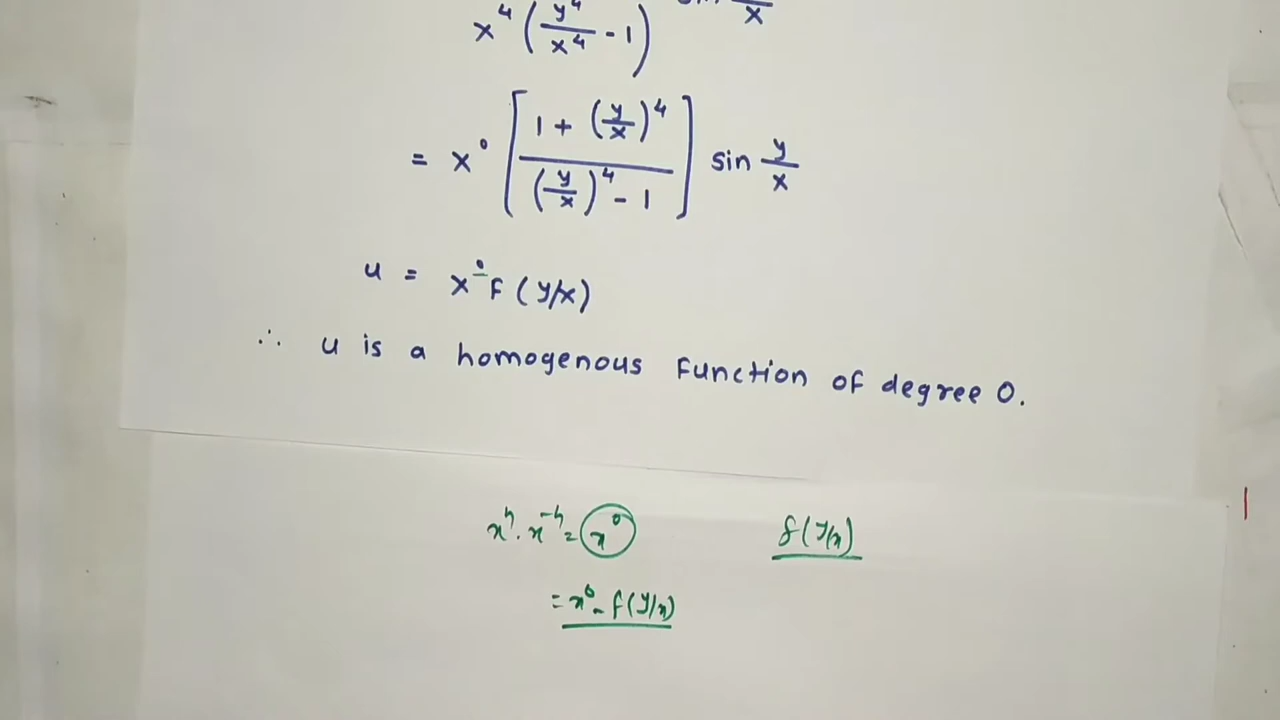 x⁴ (y⁴/x⁴ - 1)
= x⁰ [1 + (y/x)⁴ / (y/x)⁴ - 1] sin y/x
u = x⁰ f (y/x)
∴ u is a homogenous function of degree 0.
x⁴ . x⁻⁴ = x⁰ f(y/x)
= x⁰ - f(y/x)